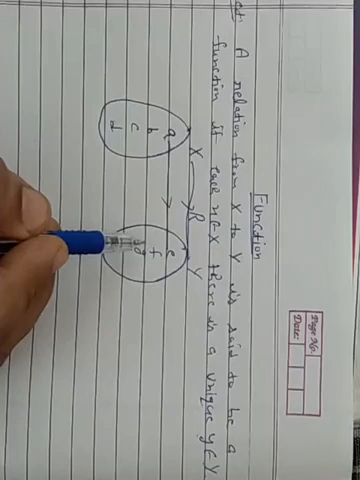 Page No.
Date:
Function
A relation from X to Y is said to be a
function if each x ∈ X there is a unique y ∈ Y
X R Y
a e
b f
c
d